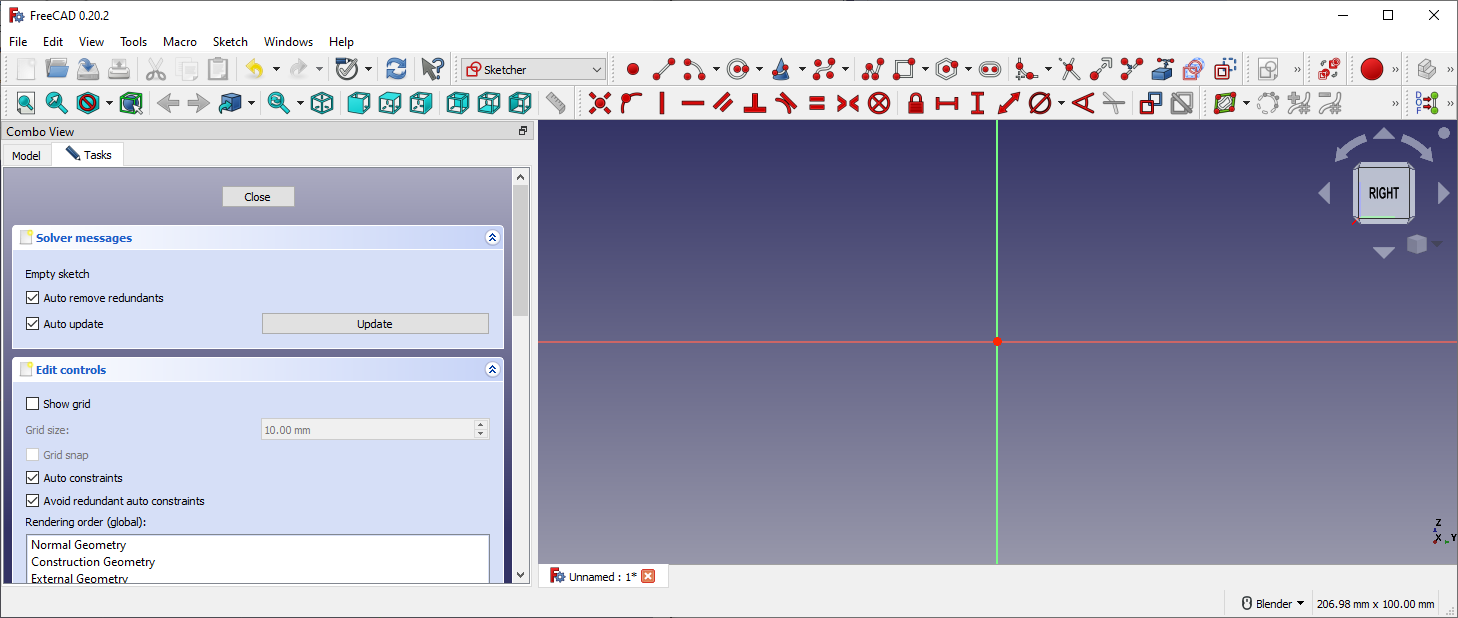 FreeCAD 0.20.2
File Edit View Tools Macro Sketch Windows Help
Sketcher
Combo View
Model Tasks
Close
RIGHT
Solver messages
Empty sketch
Auto remove redundants
Auto update Update
Edit controls
Show grid
Grid size: 10.00 mm
Grid snap
Auto constraints
Avoid redundant auto constraints
Rendering order (global):
Normal Geometry
Construction Geometry
External Geometry
Z
X Y
Unnamed : 1*
Blender 206.98 mm x 100.00 mm